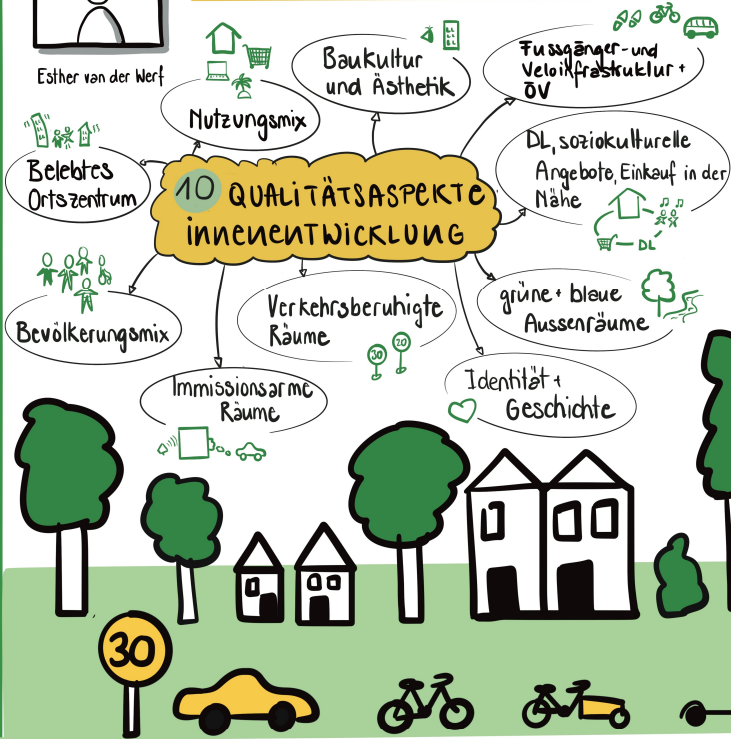 Esther van der Werf
Nutzungsmix
Baukultur
und Ästhetik
Fussgänger-und
Veloinfrastruktur +
ÖV
Belebtes
Ortszentrum
10 QUALITÄTSASPEKTE
INNENENTWICKLUNG
DL, soziokulturelle
Angebote, Einkauf in der
Nähe
DL
Bevölkerungsmix
Verkehrsberuhigte
Räume
30
20
grüne + blaue
Aussenräume
Immissionsarme
Räume
Identität +
Geschichte
30